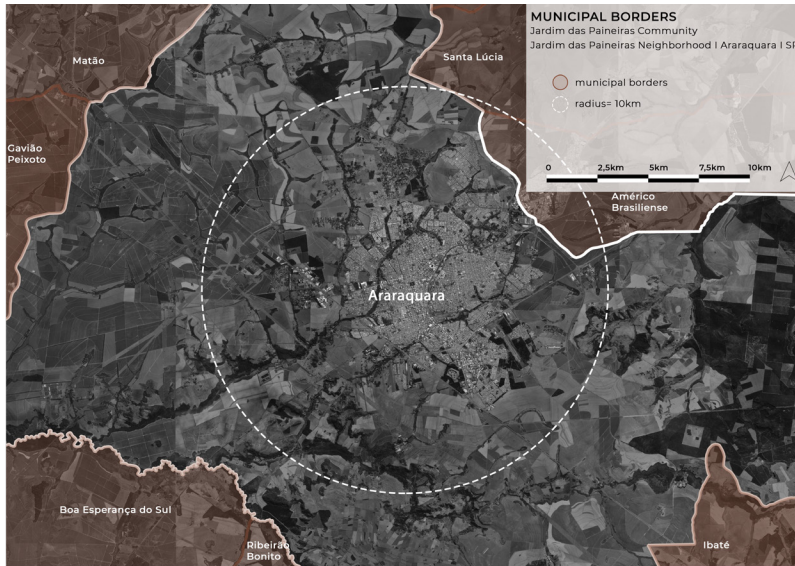 MUNICIPAL BORDERS
Jardim das Paineiras Community
Jardim das Paineiras Neighborhood I Araraquara I SP
municipal borders
radius= 10km
0 2,5km 5km 7,5km 10km
Matão
Santa Lúcia
Gavião
Peixoto
Américo
Brasiliense
Araraquara
Boa Esperança do Sul
Ribeirão
Bonito
Ibaté